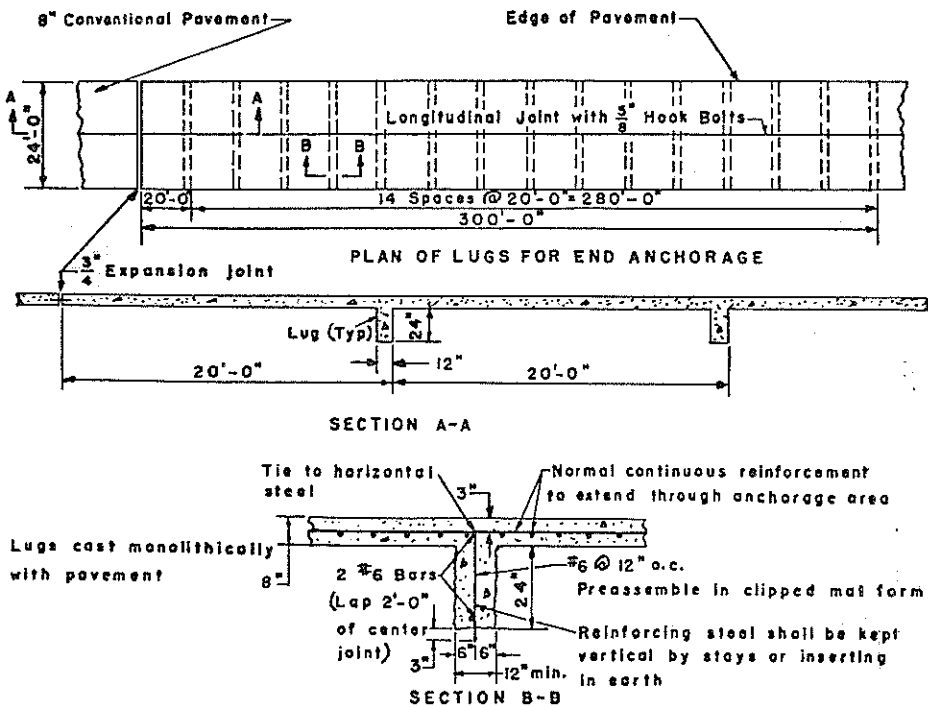 8" Conventional Pavement
Edge of Pavement
A
A
24'-0"
Longitudinal Joint with 5/8" Hook Bolts
B
B
20'-0"
14 Spaces @ 20'-0" = 280'-0"
300'-0"
PLAN OF LUGS FOR END ANCHORAGE
3/4" Expansion joint
Lug (Typ)
24"
12"
20'-0"
20'-0"
SECTION A-A
Tie to horizontal
steel
3"
Normal continuous reinforcement
to extend through anchorage area
Lugs cast monolithically
with pavement
8"
2 #6 Bars
(Lap 2'-0"
of center
joint)
3"
24"
#6 @ 12" o.c.
Preassemble in clipped mat form
Reinforcing steel shall be kept
vertical by stays or inserting
in earth
6" 6"
12" min.
SECTION B-B